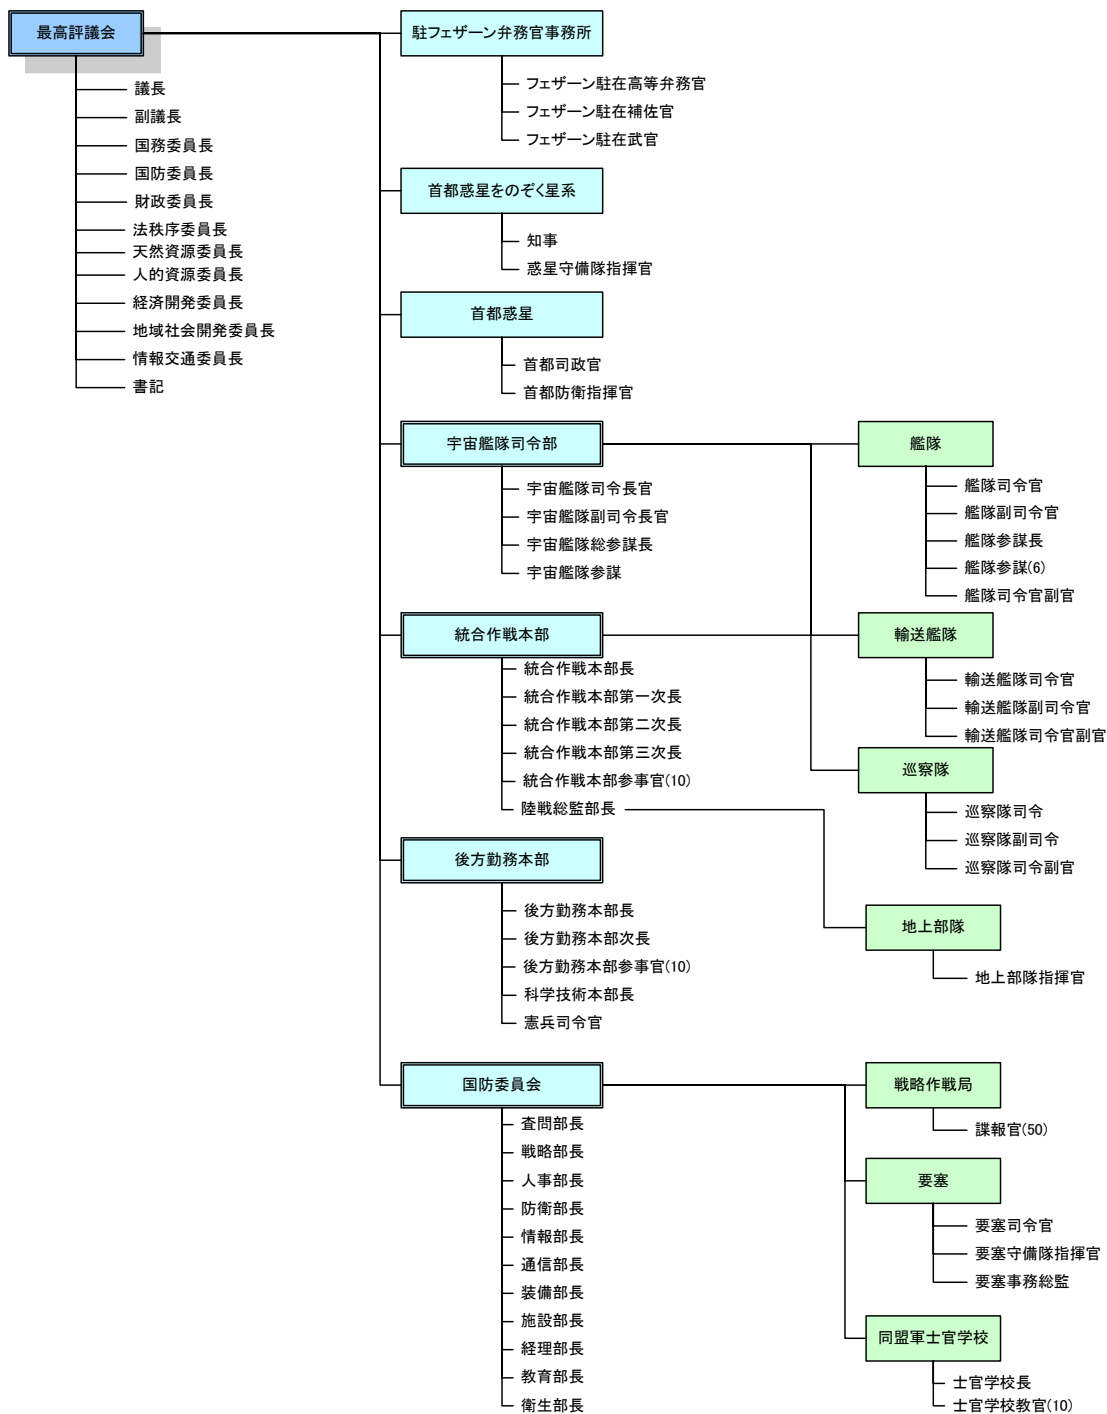 最高評議会
議長
副議長
国務委員長
国防委員長
財政委員長
法秩序委員長
天然資源委員長
人的資源委員長
経済開発委員長
地域社会開発委員長
情報交通委員長
書記
駐フェザーン弁務官事務所
フェザーン駐在高等弁務官
フェザーン駐在補佐官
フェザーン駐在武官
首都惑星をのぞく星系
知事
惑星守備隊指揮官
首都惑星
首都司政官
首都防衛指揮官
宇宙艦隊司令部
宇宙艦隊司令長官
宇宙艦隊副司令長官
宇宙艦隊総参謀長
宇宙艦隊参謀
統合作戦本部
統合作戦本部長
統合作戦本部第一次長
統合作戦本部第二次長
統合作戦本部第三次長
統合作戦本部参事官(10)
陸戦総監部長
後方勤務本部
後方勤務本部長
後方勤務本部次長
後方勤務本部参事官(10)
科学技術本部長
憲兵司令官
国防委員会
査問部長
戦略部長
人事部長
防衛部長
情報部長
通信部長
装備部長
施設部長
経理部長
教育部長
衛生部長
艦隊
艦隊司令官
艦隊副司令官
艦隊参謀長
艦隊参謀(6)
艦隊司令官副官
輸送艦隊
輸送艦隊司令官
輸送艦隊副司令官
輸送艦隊司令官副官
巡察隊
巡察隊司令
巡察隊副司令
巡察隊司令副官
地上部隊
地上部隊指揮官
戦略作戦局
諜報官(50)
要塞
要塞司令官
要塞守備隊指揮官
要塞事務総監
同盟軍士官学校
士官学校長
士官学校教官(10)